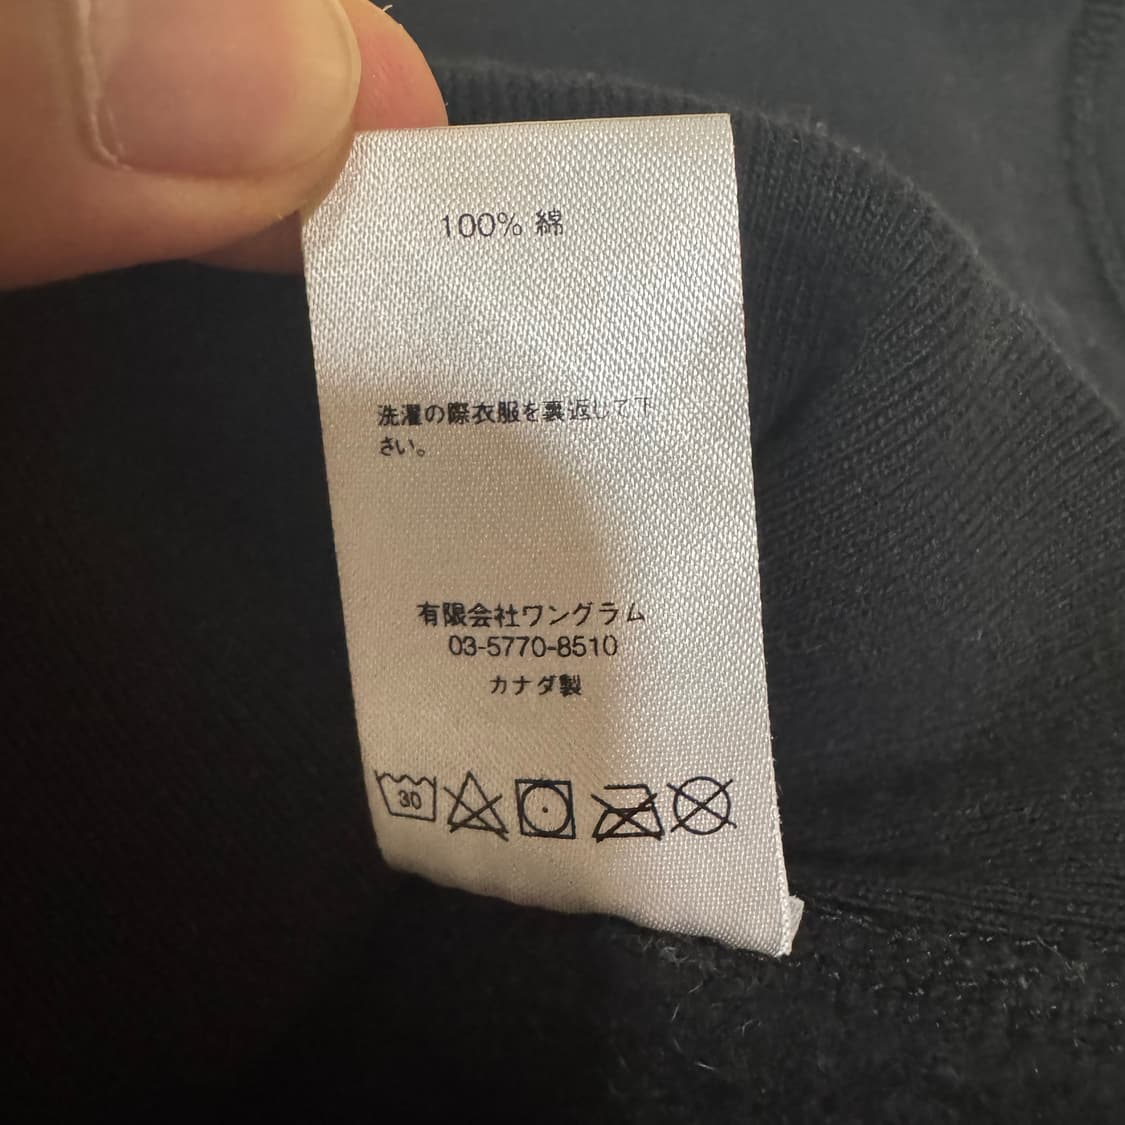 100% 綿
洗濯の際衣服を裏返して下
さい。
有限会社ワングラム
03-5770-8510
カナダ製
30